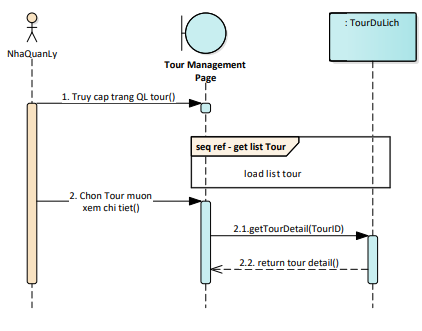 : TourDuLich
NhaQuanLy
Tour Management
Page
1. Truy cap trang QL tour()
seq ref - get list Tour
load list tour
2. Chon Tour muon
xem chi tiet()
2.1.getTourDetail(TourID)
2.2. return tour detail()